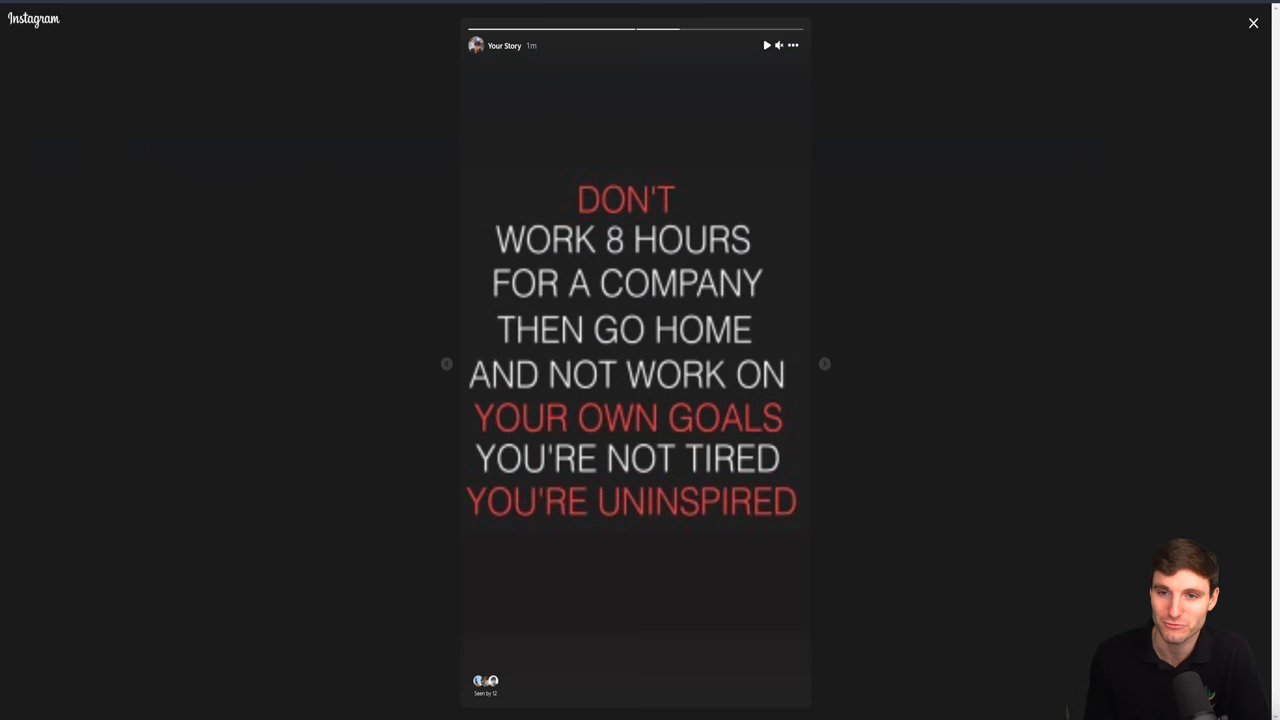 Instagram
Your Story 1m
DON'T
WORK 8 HOURS
FOR A COMPANY
THEN GO HOME
AND NOT WORK ON
YOUR OWN GOALS
YOU'RE NOT TIRED
YOU'RE UNINSPIRED
Seen by 12